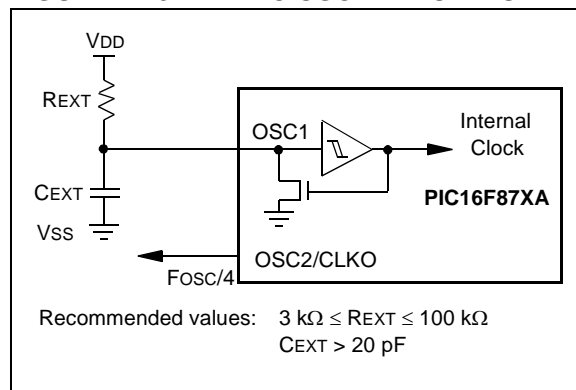 VDD
REXT
OSC1
Internal
Clock
CEXT
PIC16F87XA
VSS
OSC2/CLKO
FOSC/4
Recommended values: 3 kΩ ≤ REXT ≤ 100 kΩ
CEXT > 20 pF